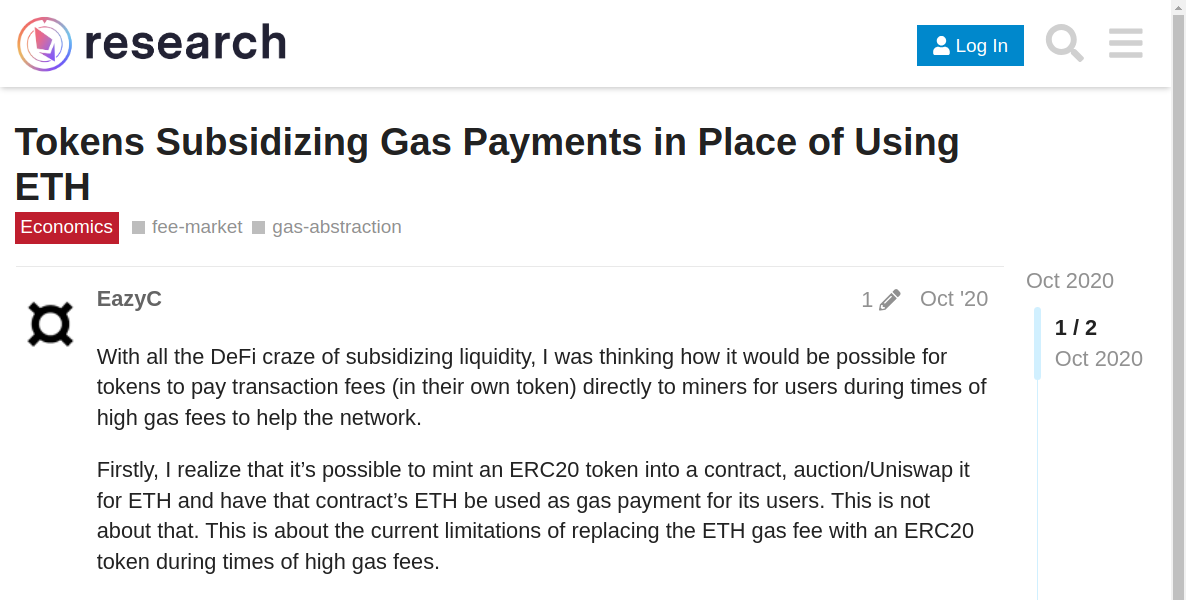 research
Log In
Tokens Subsidizing Gas Payments in Place of Using
ETH
Economics fee-market gas-abstraction
EazyC 1 Oct '20
With all the DeFi craze of subsidizing liquidity, I was thinking how it would be possible for
tokens to pay transaction fees (in their own token) directly to miners for users during times of
high gas fees to help the network.
Firstly, I realize that it’s possible to mint an ERC20 token into a contract, auction/Uniswap it
for ETH and have that contract’s ETH be used as gas payment for its users. This is not
about that. This is about the current limitations of replacing the ETH gas fee with an ERC20
token during times of high gas fees.
Oct 2020
1 / 2
Oct 2020